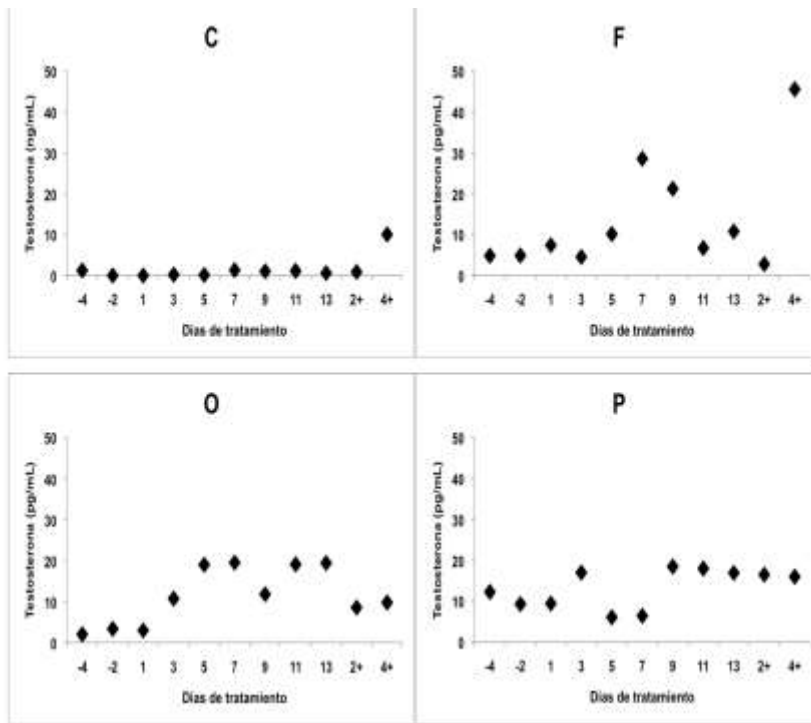 C
Testosterona (ng/mL)
50
40
30
20
10
0
-4 -2 1 3 5 7 9 11 13 2+ 4+
Dias de tratamiento
F
Testosterona (pg/mL)
50
40
30
20
10
0
-4 -2 1 3 5 7 9 11 13 2+ 4+
Dias de tratamiento
O
Testosterona (pg/mL)
50
40
30
20
10
0
-4 -2 1 3 5 7 9 11 13 2+ 4+
Dias de tratamiento
P
Testosterona (pg/mL)
50
40
30
20
10
0
-4 -2 1 3 5 7 9 11 13 2+ 4+
Dias de tratamiento